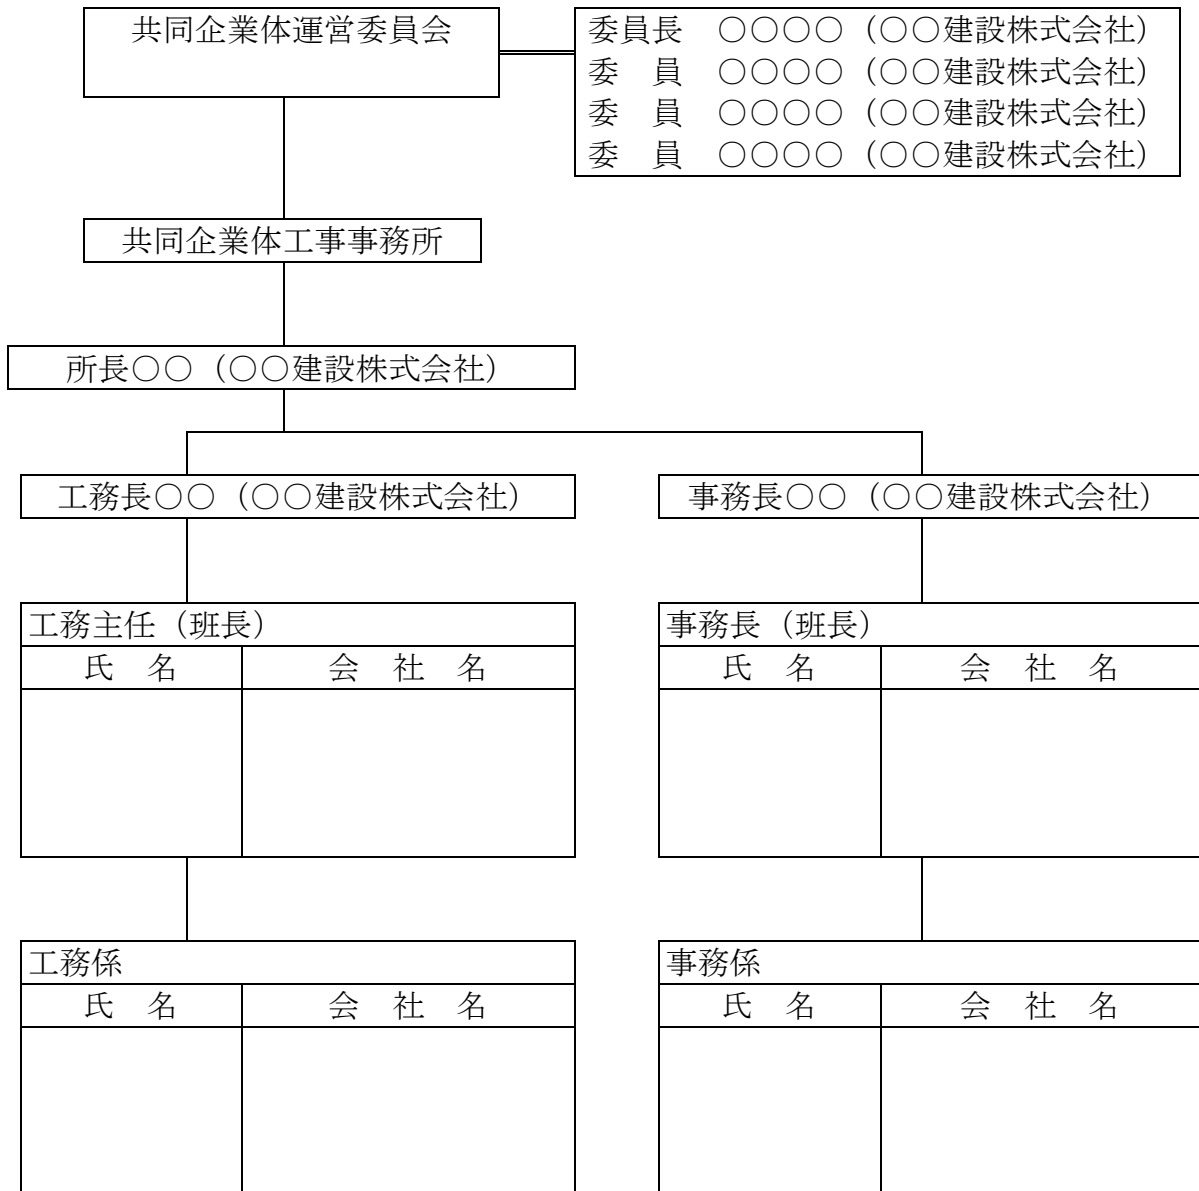 共同企業体運営委員会
委員長　○○○○（○○建設株式会社）
委　員　○○○○（○○建設株式会社）
委　員　○○○○（○○建設株式会社）
委　員　○○○○（○○建設株式会社）
共同企業体工事事務所
所長○○（○○建設株式会社）
工務長○○（○○建設株式会社）
事務長○○（○○建設株式会社）
工務主任（班長）
氏　名
会　社　名
事務長（班長）
氏　名
会　社　名
工務係
氏　名
会　社　名
事務係
氏　名
会　社　名